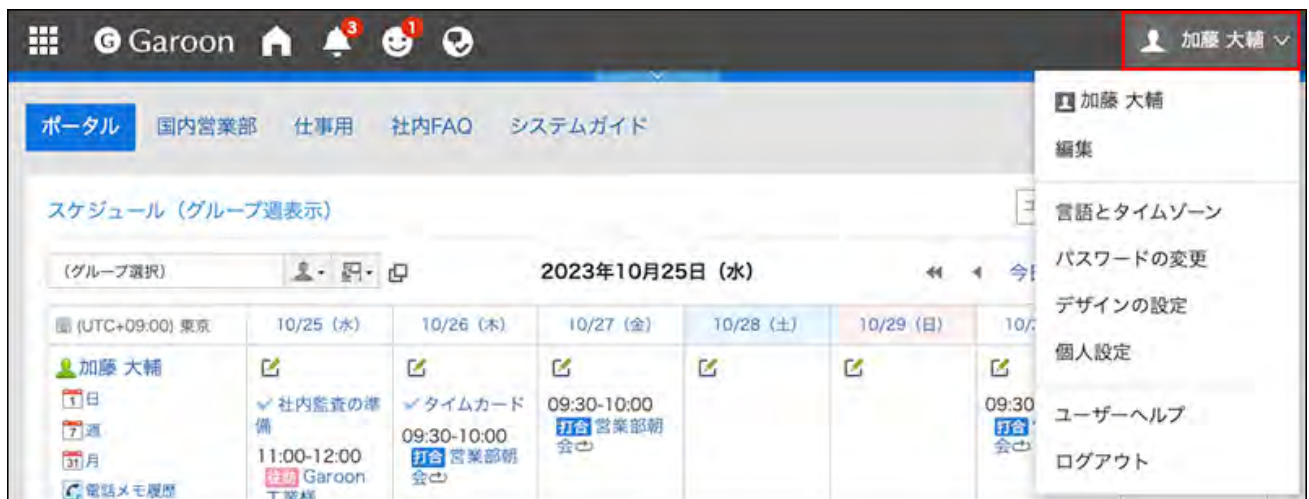 G Garoon 3 1 加藤 大輔
加藤 大輔
編集
言語とタイムゾーン
パスワードの変更
デザインの設定
個人設定
ユーザーヘルプ
ログアウト
ポータル 国内営業部 仕事用 社内FAQ システムガイド
スケジュール（グループ週表示）
(グループ選択) 2023年10月25日（水） 今日
(UTC+09:00) 東京 10/25（水） 10/26（木） 10/27（金） 10/28（土） 10/29（日） 10/
加藤 大輔
1 日
7 週
31 月
電話メモ履歴
社内監査の準
備
11:00-12:00
往訪 Garoon
工業様
タイムカード
09:30-10:00
打合 営業部朝
会
09:30-10:00
打合 営業部朝
会
09:30
打合
会